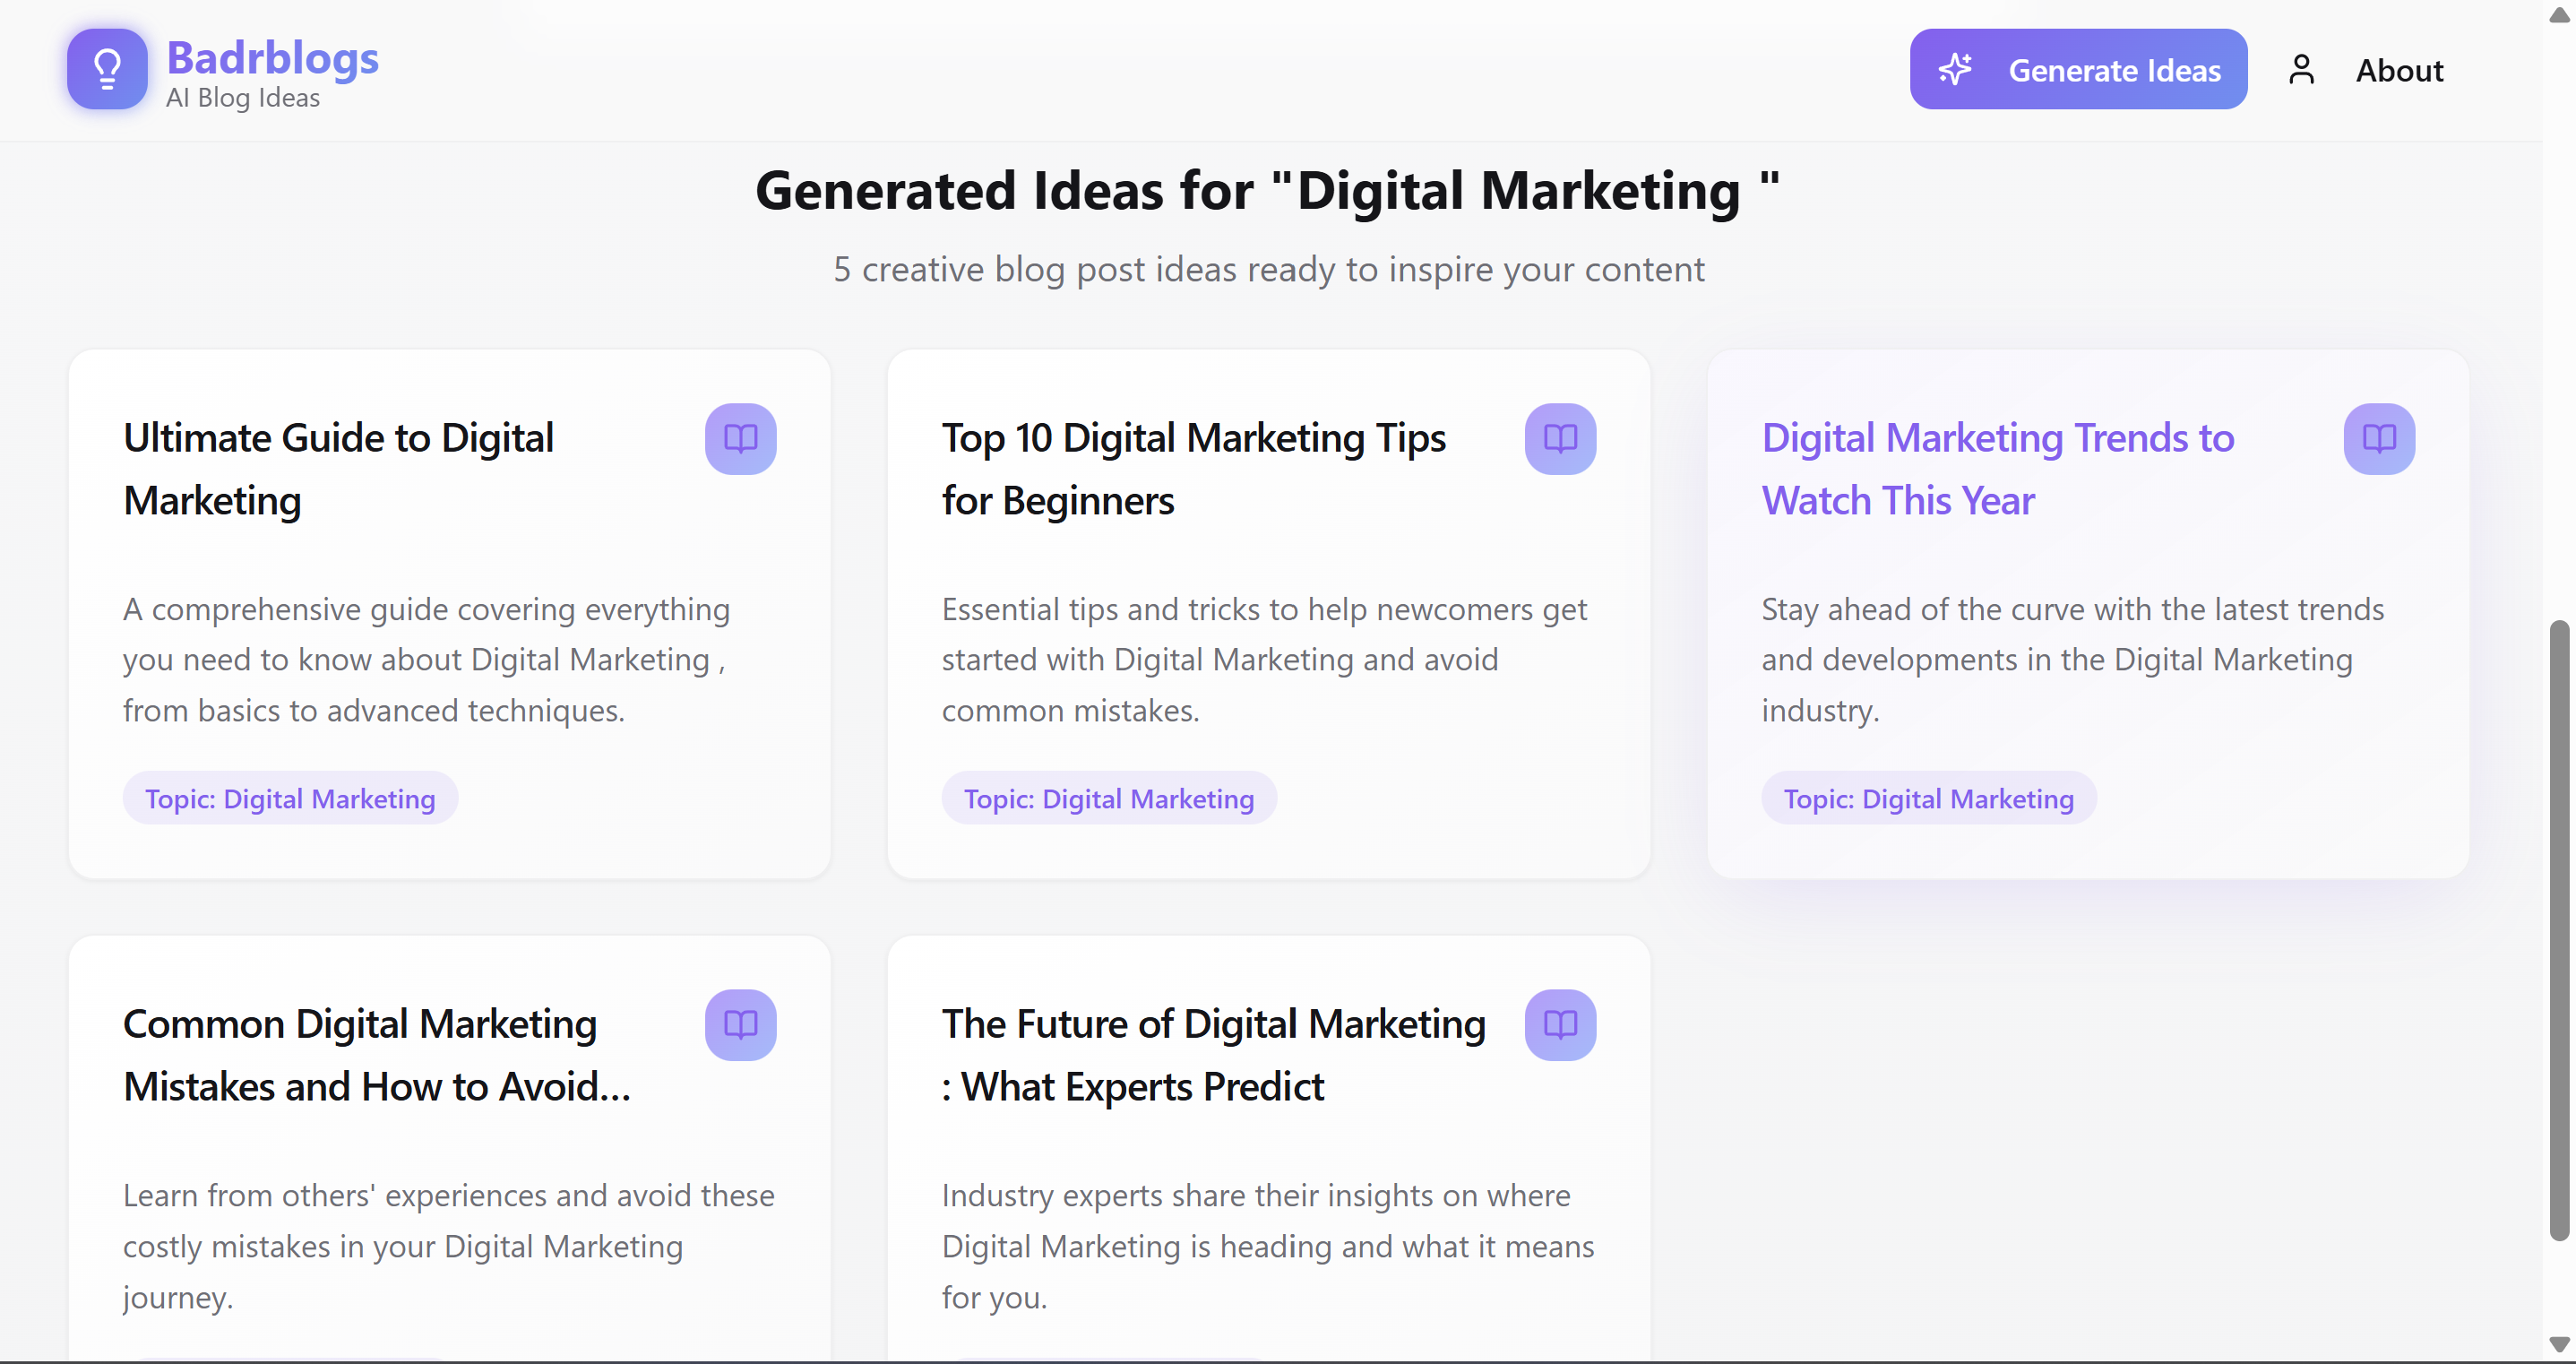 Badrblogs
AI Blog Ideas
Generate Ideas
About
Generated Ideas for "Digital Marketing "
5 creative blog post ideas ready to inspire your content
Ultimate Guide to Digital
Marketing
A comprehensive guide covering everything
you need to know about Digital Marketing ,
from basics to advanced techniques.
Topic: Digital Marketing
Top 10 Digital Marketing Tips
for Beginners
Essential tips and tricks to help newcomers get
started with Digital Marketing and avoid
common mistakes.
Topic: Digital Marketing
Digital Marketing Trends to
Watch This Year
Stay ahead of the curve with the latest trends
and developments in the Digital Marketing
industry.
Topic: Digital Marketing
Common Digital Marketing
Mistakes and How to Avoid...
Learn from others' experiences and avoid these
costly mistakes in your Digital Marketing
journey.
The Future of Digital Marketing
: What Experts Predict
Industry experts share their insights on where
Digital Marketing is heading and what it means
for you.